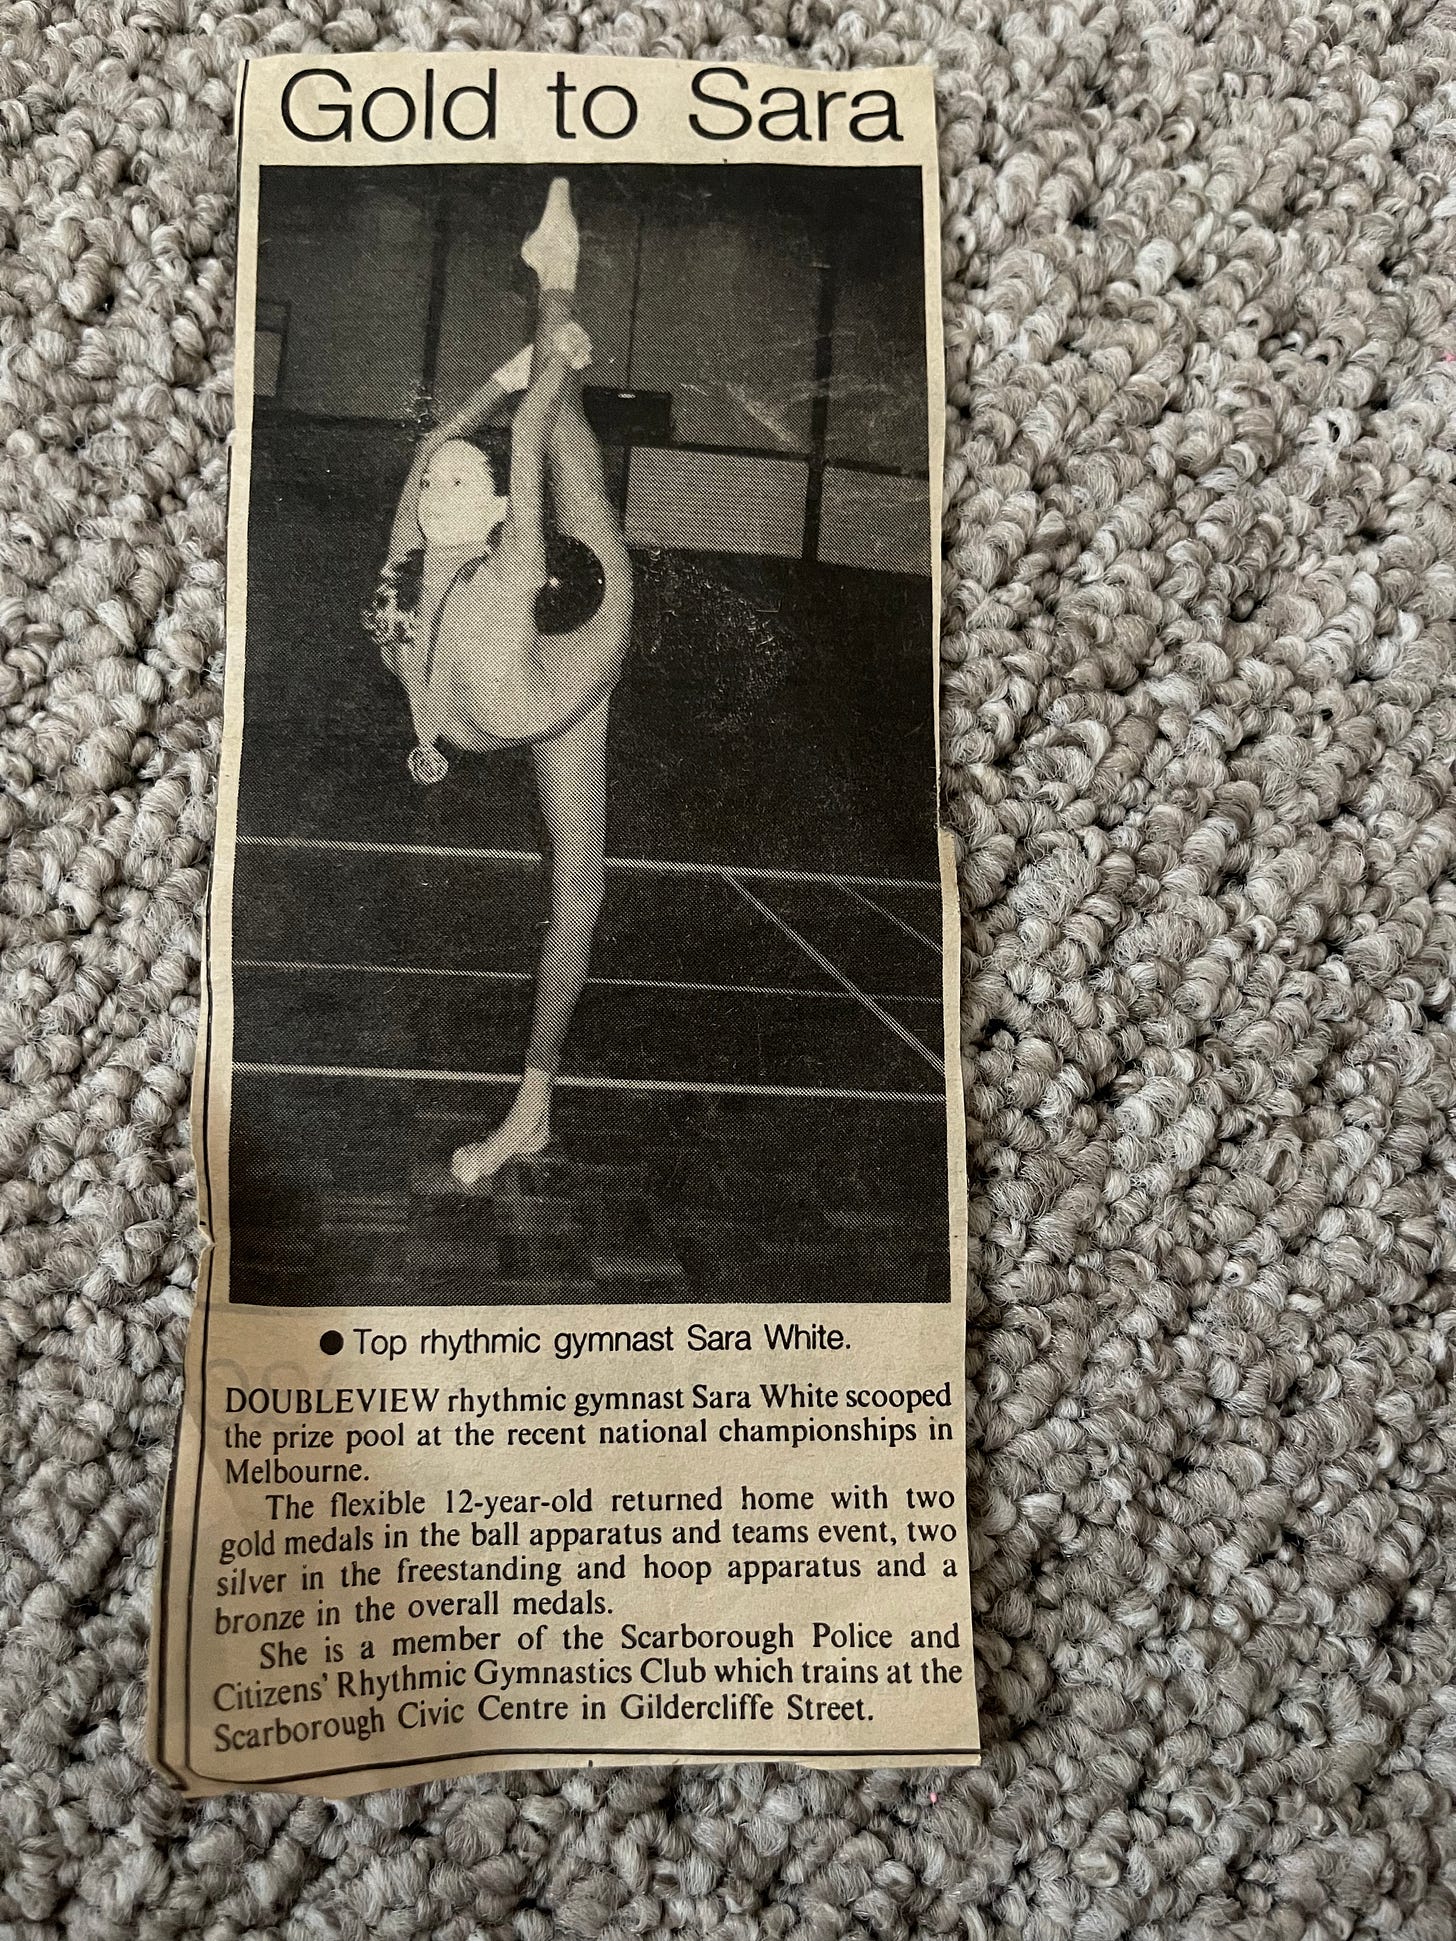 Gold to Sara
● Top rhythmic gymnast Sara White.
DOUBLEVIEW rhythmic gymnast Sara White scooped
the prize pool at the recent national championships in
Melbourne.
The flexible 12-year-old returned home with two
gold medals in the ball apparatus and teams event, two
silver in the freestanding and hoop apparatus and a
bronze in the overall medals.
She is a member of the Scarborough Police and
Citizens' Rhythmic Gymnastics Club which trains at the
Scarborough Civic Centre in Gildercliffe Street.